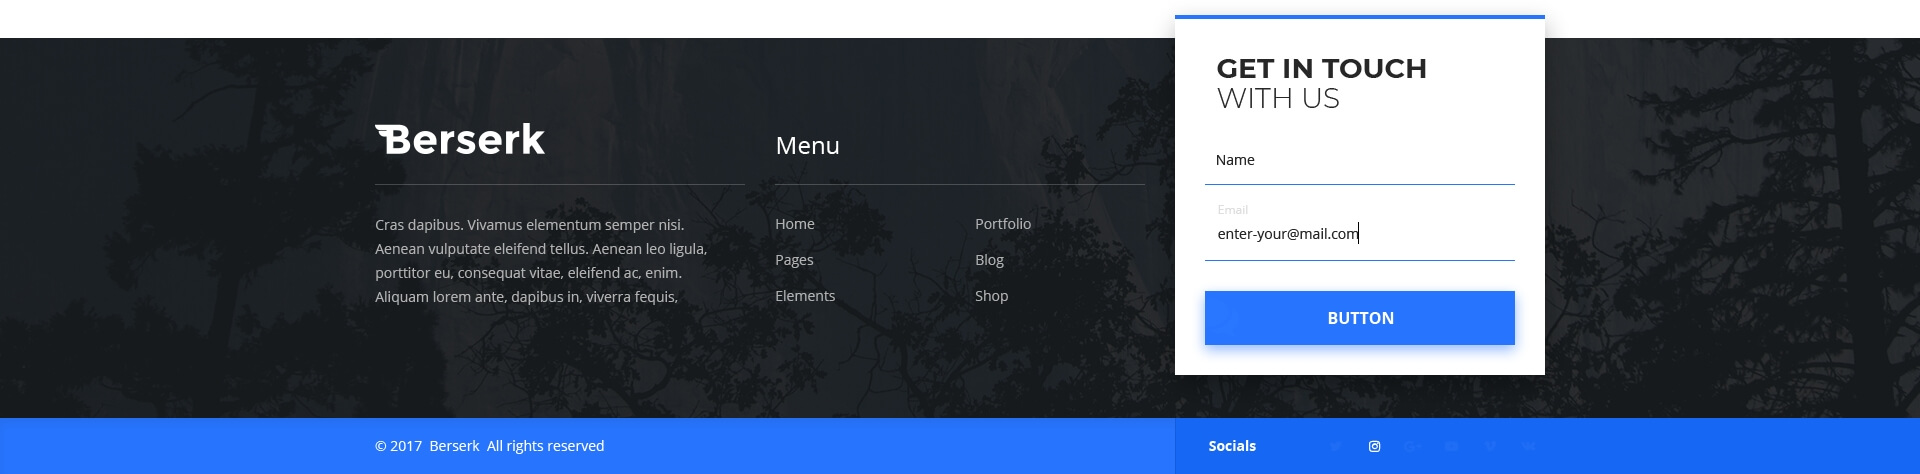 Berserk
Cras dapibus. Vivamus elementum semper nisi.
Aenean vulputate eleifend tellus. Aenean leo ligula,
porttitor eu, consequat vitae, eleifend ac, enim.
Aliquam lorem ante, dapibus in, viverra fequis,
Menu
Home
Pages
Elements
Portfolio
Blog
Shop
GET IN TOUCH
WITH US
Name
Email
enter-your@mail.com
BUTTON
© 2017 Berserk All rights reserved
Socials